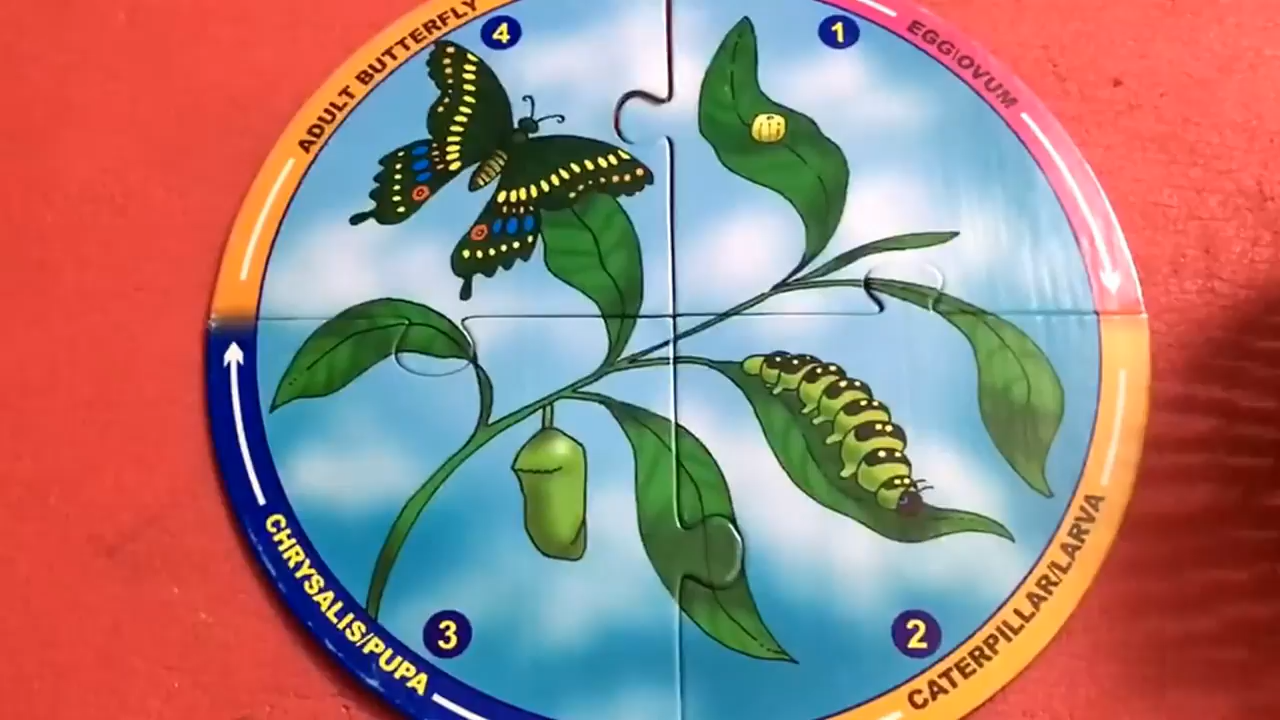 4
ADULT BUTTERFLY
1
EGG\OVUM
3
CHRYSALIS/PUPA
2
CATERPILLAR/LARVA